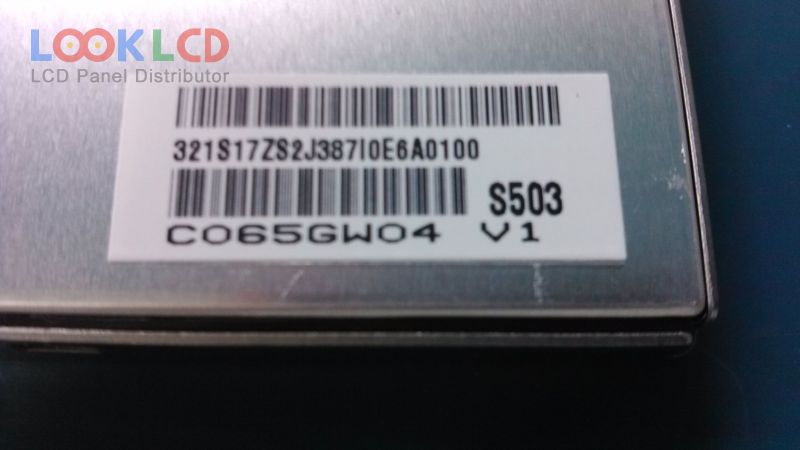 LOOKLCD
LCD Panel Distributor
321S17ZS2J387I0E6A0100
S503
C065GW04 V1